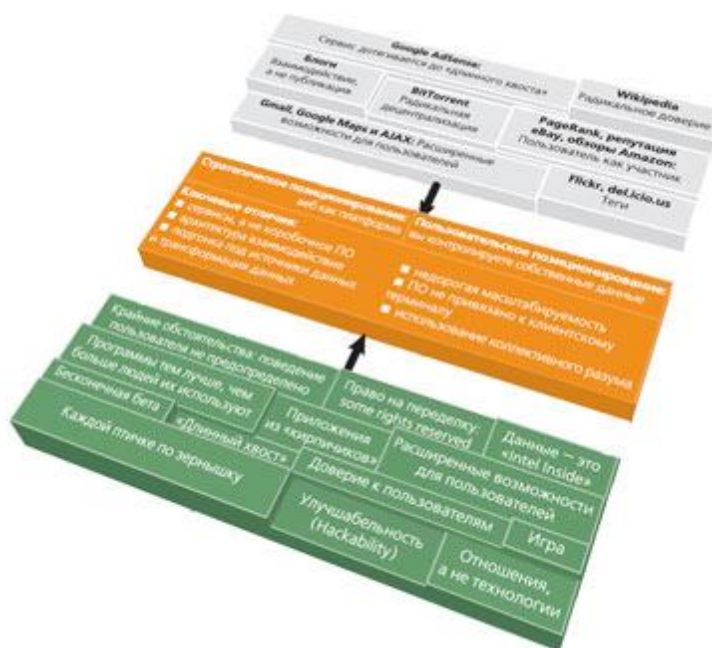 Google AdSense:
Сервис дотягивается до «длинного хвоста»
Блоги
Взаимодействие,
а не публикация
BitTorrent
Радикальная
децентрализация
Wikipedia
Радикальное доверие
Gmail, Google Maps и AJAX: Расширенные
возможности для пользователей
PageRank, репутация
eBay, обзоры Amazon:
Пользователь как участник
Flickr, del.icio.us
Теги
Стратегическое позиционирование:
веб как платформа
Пользовательское позиционирование:
вы контролируете собственные данные
Ключевые отличия:
■ сервисы, а не коробочное ПО
■ архитектура взаимодействия
■ подгонка под источники данных
и трансформация данных
■ недорогая масштабируемость
■ ПО не привязано к клиентскому
терминалу
■ использование коллективного разума
Крайние обстоятельства: поведение
пользователя не предопределено
Право на переделку:
some rights reserved
Данные — это
«Intel Inside»
Программы тем лучше, чем
больше людей их используют
Приложения
из «кирпичиков»
Расширенные возможности
для пользователей
Бесконечная бета
«Длинный хвост»
Доверие к пользователям
Игра
Каждой птичке по зернышку
Улучшабельность
(Hackability)
Отношения,
а не технологии